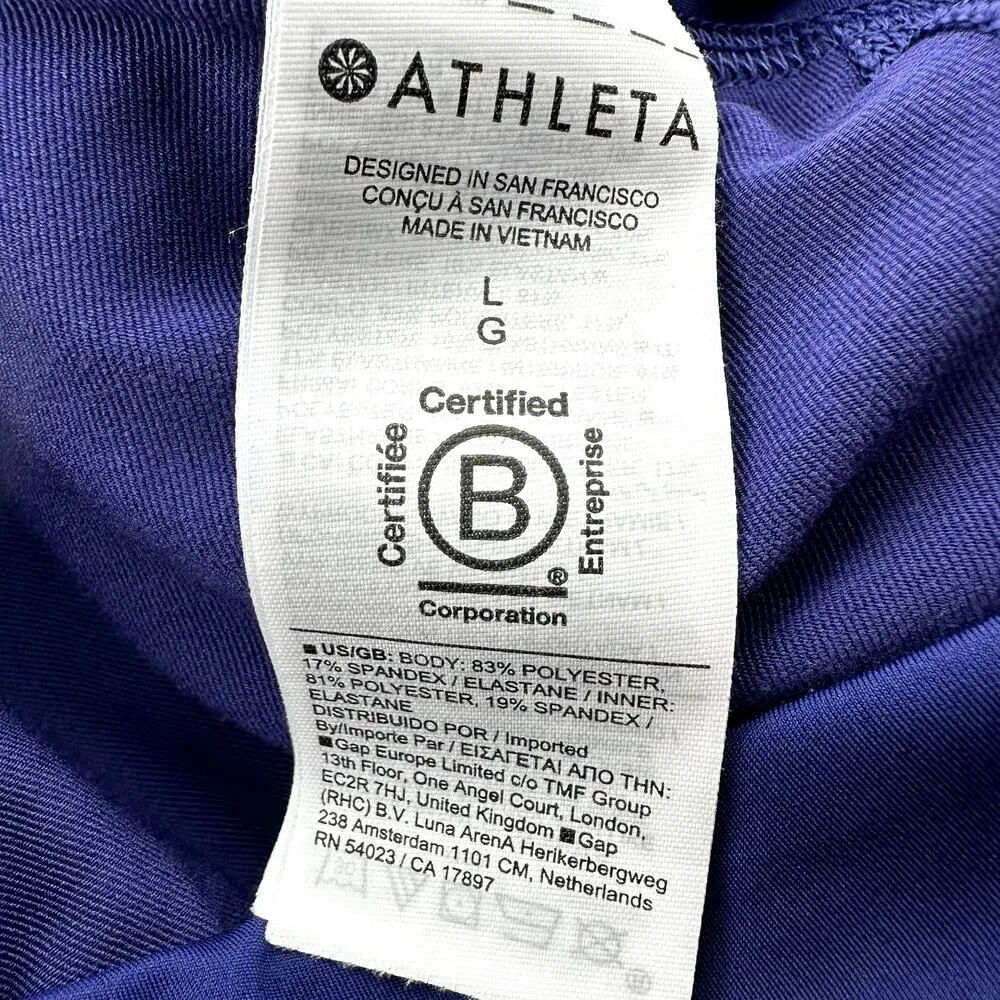 ATHLETA
DESIGNED IN SAN FRANCISCO
CONÇU À SAN FRANCISCO
MADE IN VIETNAM
L
G
Certified
Certifiée
B
Entreprise
®
Corporation
US/GB: BODY: 83% POLYESTER,
17% SPANDEX / ELASTANE / INNER:
81% POLYESTER, 19% SPANDEX /
ELASTANE
DISTRIBUIDO POR / Imported
By/Importe Par / ΕΙΣΑΓΕΤΑΙ ΑΠΟ ΤΗΝ:
Gap Europe Limited c/o TMF Group
13th Floor, One Angel Court, London,
EC2R 7HJ, United Kingdom Gap
(RHC) B.V. Luna ArenA Herikerbergweg
238 Amsterdam 1101 CM, Netherlands
RN 54023 / CA 17897